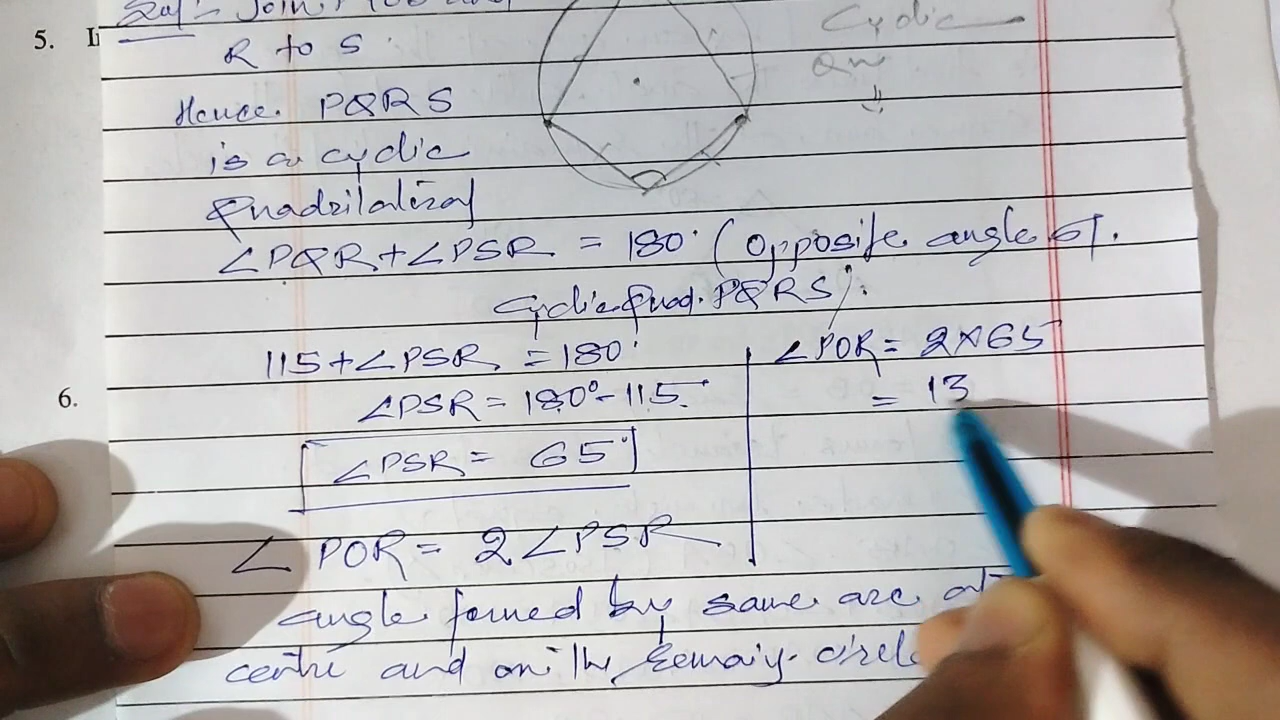 5.
R to S
Cyclic
Hence. PQRS
is a cyclic
Quadrilateral
∠PQR+∠PSR = 180° (opposite angle of
cyclic Quad. PQRS).
115+∠PSR = 180°
∠PSR = 180°-115
∠PSR = 65°
∠POR = 2∠PSR
angle formed by same arc at
centre and on the circle
∠POR = 2×65
= 13
6.